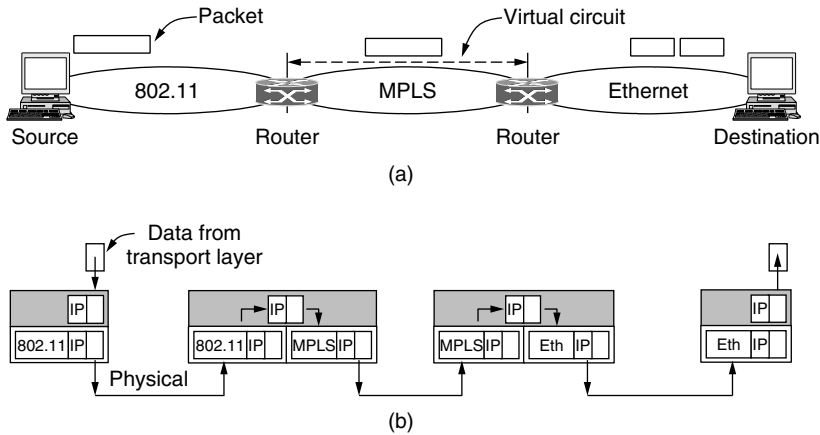 Packet
Virtual circuit
802.11
MPLS
Ethernet
Source
Router
Router
Destination
(a)
Data from
transport layer
IP
IP
IP
IP
802.11 IP
802.11 IP
MPLS IP
MPLS IP
Eth IP
Eth IP
Physical
(b)